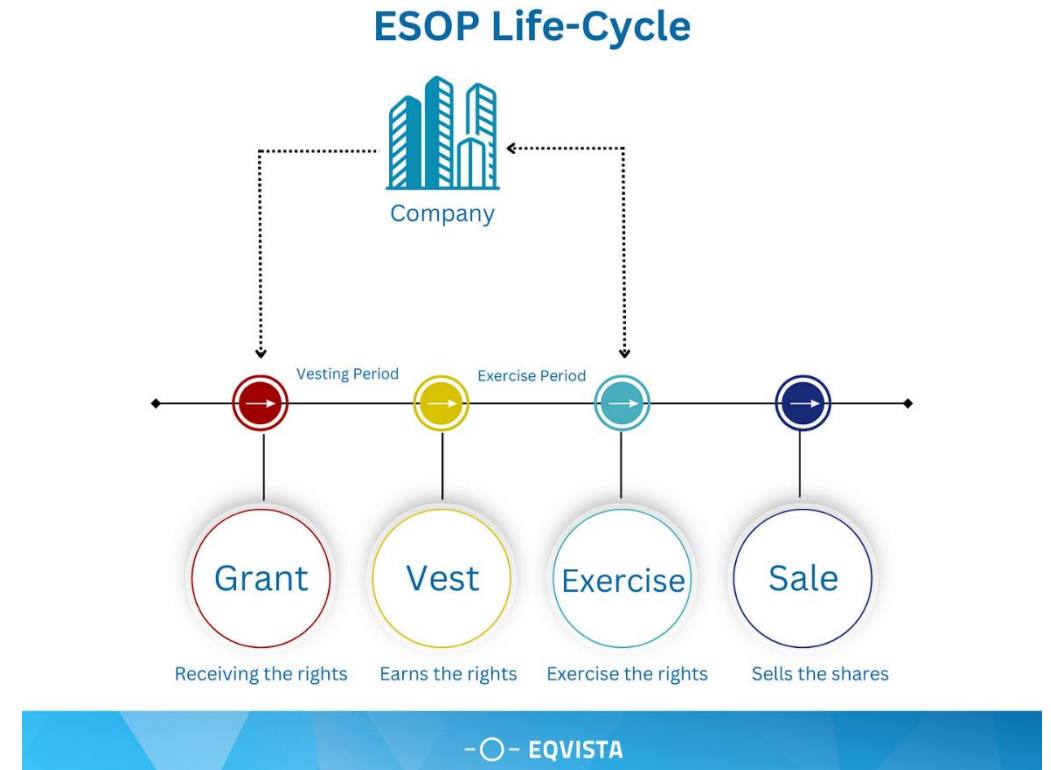 ESOP Life-Cycle
Company
Vesting Period
Exercise Period
Grant
Vest
Exercise
Sale
Receiving the rights
Earns the rights
Exercise the rights
Sells the shares
EQVISTA